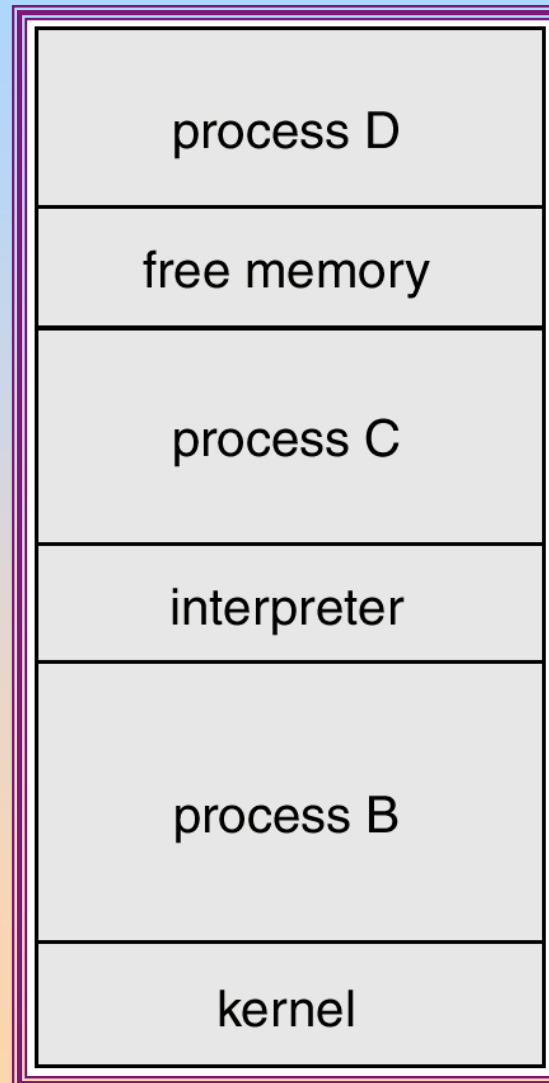 process D
free memory
process C
interpreter
process B
kernel